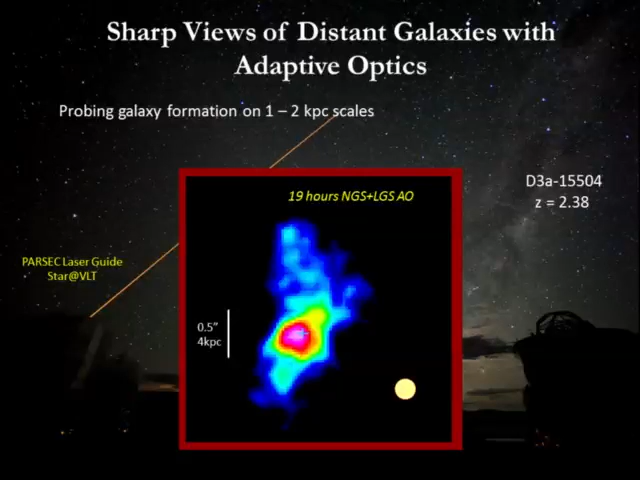 Sharp Views of Distant Galaxies with
Adaptive Optics
Probing galaxy formation on 1 – 2 kpc scales
D3a-15504
z = 2.38
19 hours NGS+LGS AO
PARSEC Laser Guide
Star@VLT
0.5”
4kpc